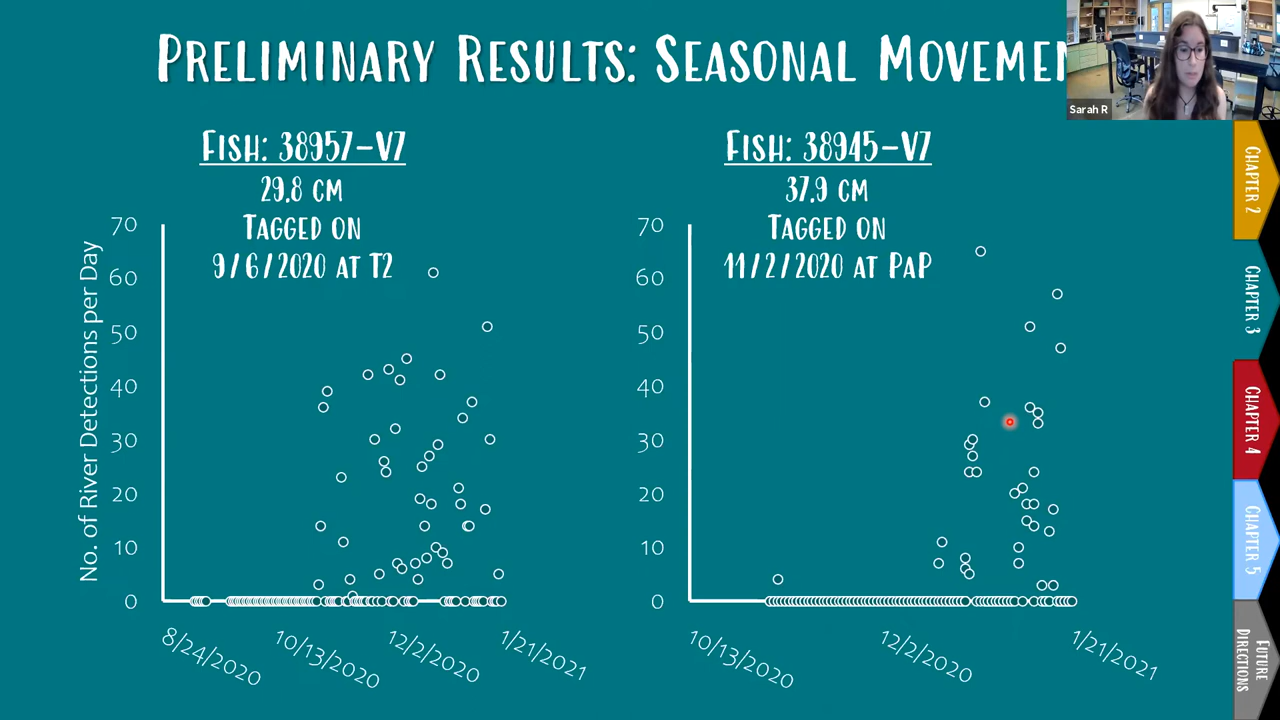 PRELIMINARY RESULTS: SEASONAL MOVEMEN
Sarah R
FISH: 38957-V7
29.8 CM
TAGGED ON
9/6/2020 AT T2
FISH: 38945-V7
37.9 CM
TAGGED ON
11/2/2020 AT PAP
No. of River Detections per Day
70
60
50
40
30
20
10
0
8/24/2020
10/13/2020
12/2/2020
1/21/2021
70
60
50
40
30
20
10
0
10/13/2020
12/2/2020
1/21/2021
CHAPTER 2
CHAPTER 3
CHAPTER 4
CHAPTER 5
FUTURE
DIRECTIONS